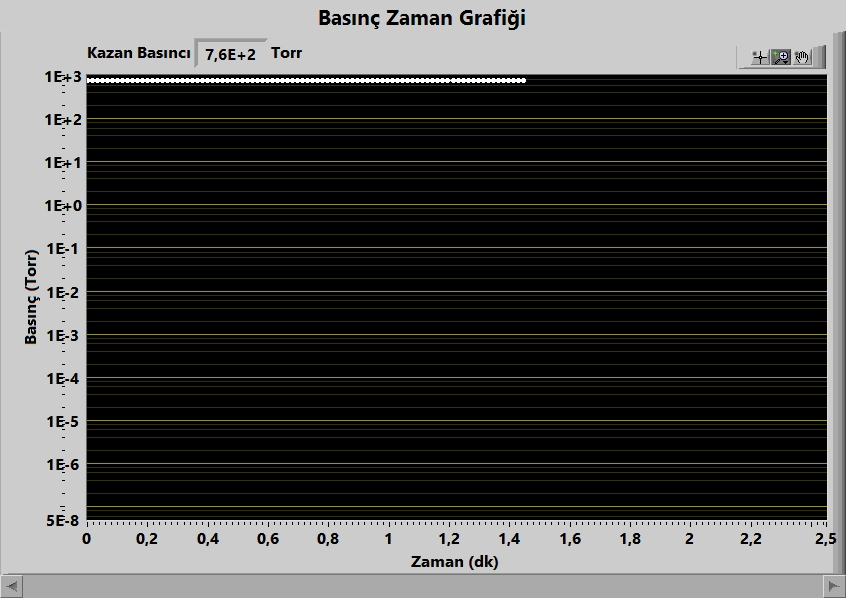 Basınç Zaman Grafiği
Kazan Basıncı 7,6E+2 Torr
1E+3
1E+2
1E+1
1E+0
1E-1
1E-2
1E-3
1E-4
1E-5
1E-6
5E-8
Basınç (Torr)
0 0,2 0,4 0,6 0,8 1 1,2 1,4 1,6 1,8 2 2,2 2,5
Zaman (dk)